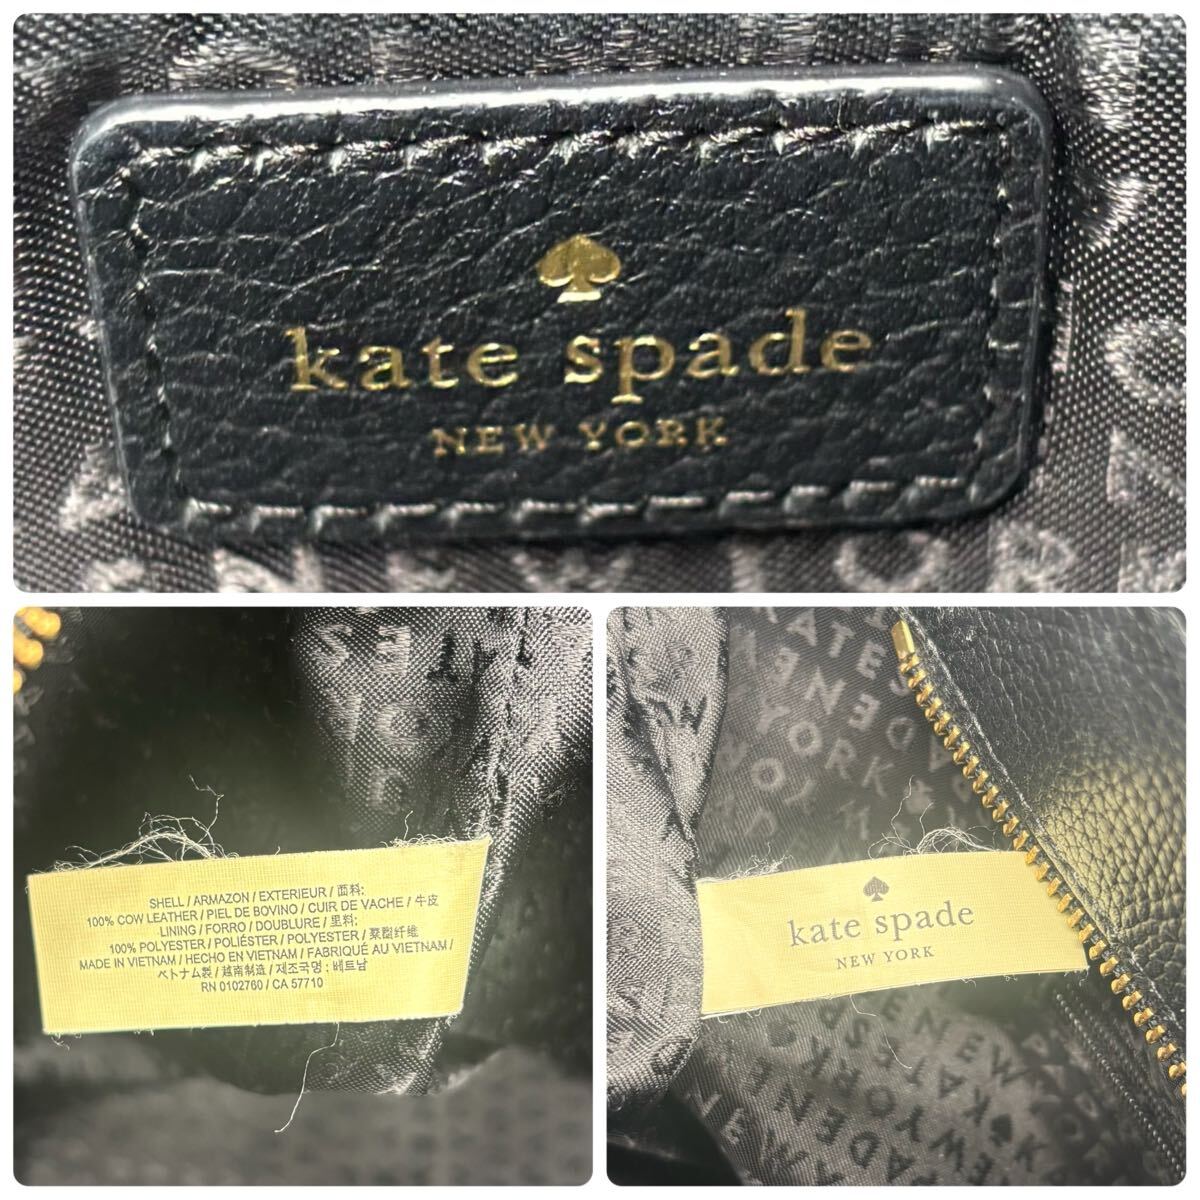 kate spade
NEW YORK
SHELL / ARMAZON / EXTERIEUR / 面料:
100% COW LEATHER / PIEL DE BOVINO / CUIR DE VACHE / 牛皮
LINING / FORRO / DOUBLURE / 里料:
100% POLYESTER / POLIÉSTER / POLYESTER / 聚酯纤维
MADE IN VIETNAM / HECHO EN VIETNAM / FABRIQUÉ AU VIETNAM /
ベトナム製 / 越南制造 / 제조국명 : 베트남
RN 0102760 / CA 57710
kate spade
NEW YORK